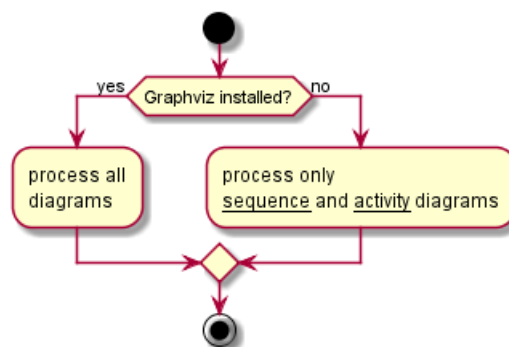 yes
Graphviz installed?
no
process all
diagrams
process only
sequence and activity diagrams